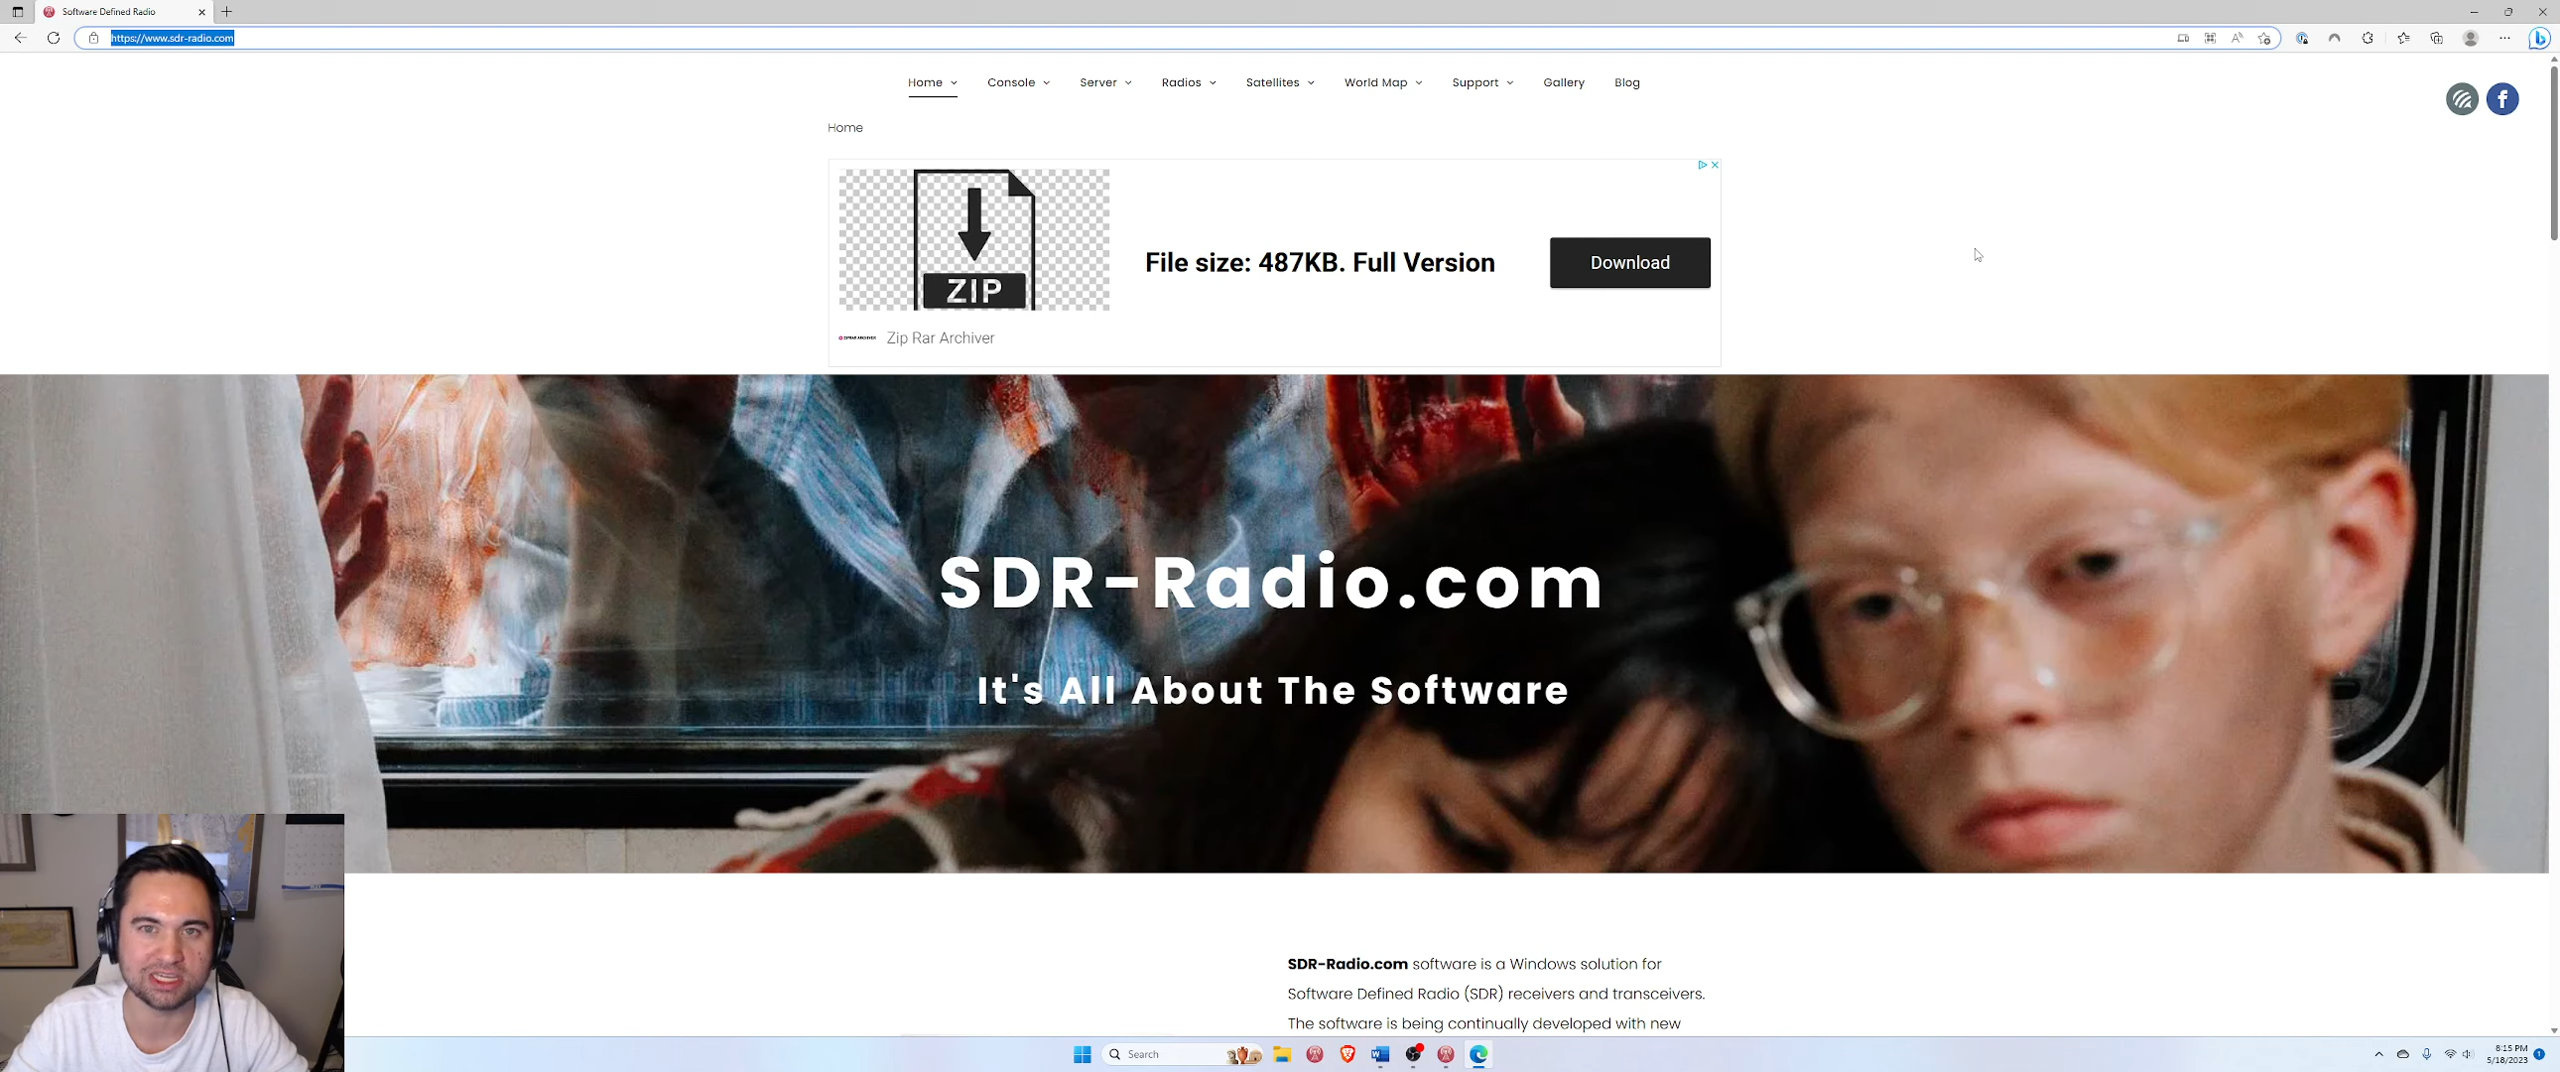 Software Defined Radio
https://www.sdr-radio.com
Home Console Server Radios Satellites World Map Support Gallery Blog
Home
ZIP
File size: 487KB. Full Version
Download
Zip Rar Archiver
SDR-Radio.com
It's All About The Software
SDR-Radio.com software is a Windows solution for
Software Defined Radio (SDR) receivers and transceivers.
The software is being continually developed with new
Search
8:15 PM
5/18/2023